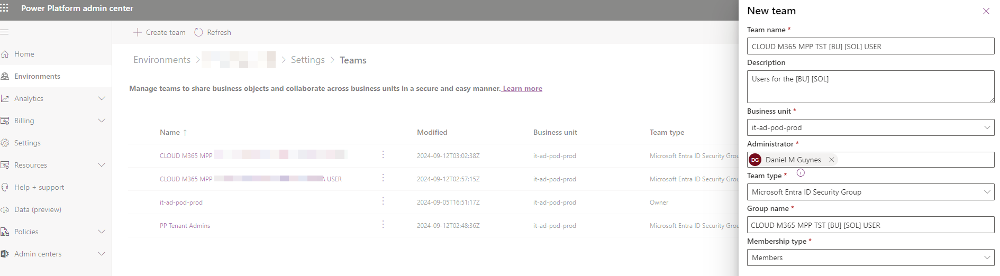 Power Platform admin center
Home
Environments
Analytics
Billing
Settings
Resources
Help + support
Data (preview)
Policies
Admin centers
Create team Refresh
Environments > > Settings > Teams
Manage teams to share business objects and collaborate across business units in a secure and easy manner. Learn more
Name ↑ Modified Business unit Team type
CLOUD M365 MPP 2024-09-12T03:02:38Z it-ad-pod-prod Microsoft Entra ID Security Grou
CLOUD M365 MPP A USER 2024-09-12T02:57:15Z it-ad-pod-prod Microsoft Entra ID Security Grou
it-ad-pod-prod 2024-09-05T16:51:17Z it-ad-pod-prod Owner
PP Tenant Admins 2024-09-12T02:48:36Z it-ad-pod-prod Microsoft Entra ID Security Grou
New team
Team name *
CLOUD M365 MPP TST [BU] [SOL] USER
Description
Users for the [BU] [SOL]
Business unit *
it-ad-pod-prod
Administrator *
DG Daniel M Guynes
Team type *
Microsoft Entra ID Security Group
Group name *
CLOUD M365 MPP TST [BU] [SOL] USER
Membership type *
Members